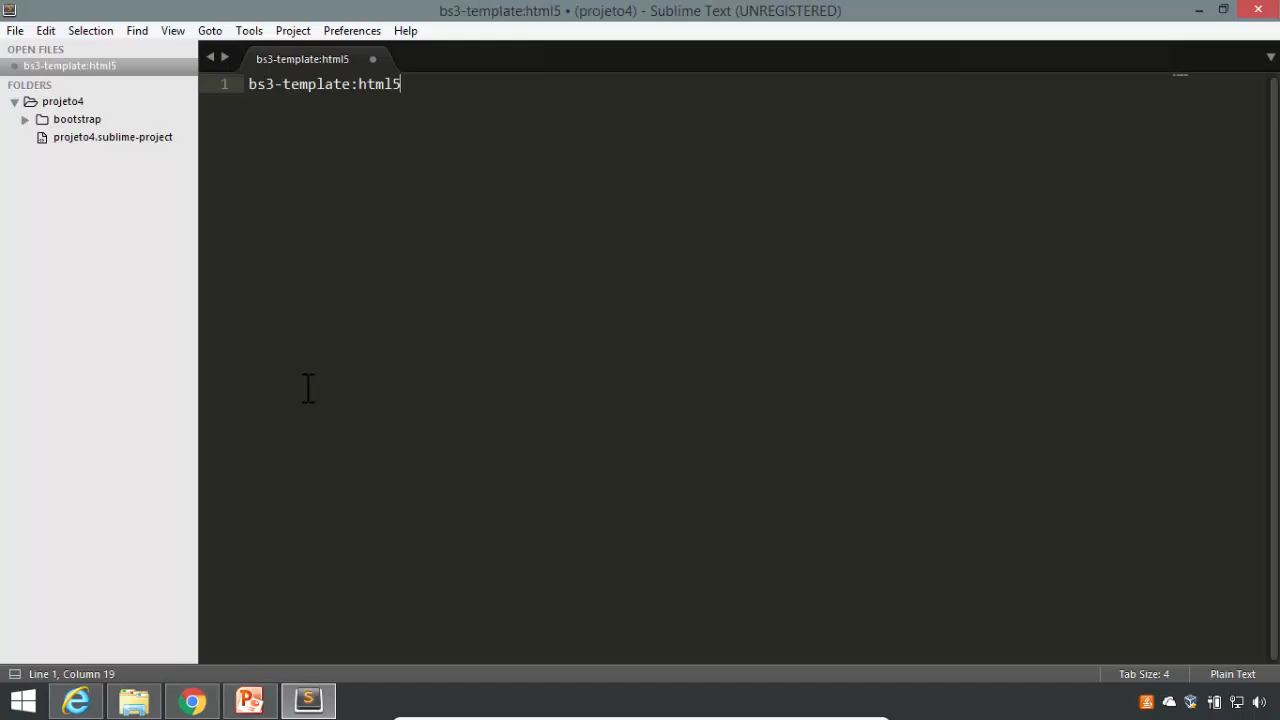 bs3-template:html5 • (projeto4) - Sublime Text (UNREGISTERED)
File Edit Selection Find View Goto Tools Project Preferences Help
OPEN FILES
bs3-template:html5
FOLDERS
projeto4
bootstrap
projeto4.sublime-project
bs3-template:html5
1 bs3-template:html5
Line 1, Column 19
Tab Size: 4
Plain Text